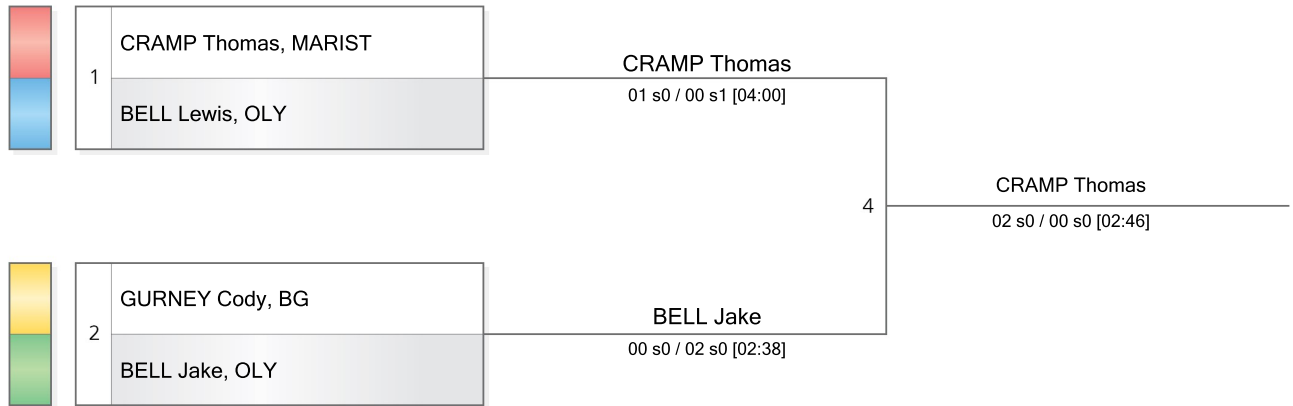 CRAMP Thomas, MARIST
1
BELL Lewis, OLY
CRAMP Thomas
01 s0 / 00 s1 [04:00]
4
CRAMP Thomas
02 s0 / 00 s0 [02:46]
GURNEY Cody, BG
2
BELL Jake, OLY
BELL Jake
00 s0 / 02 s0 [02:38]